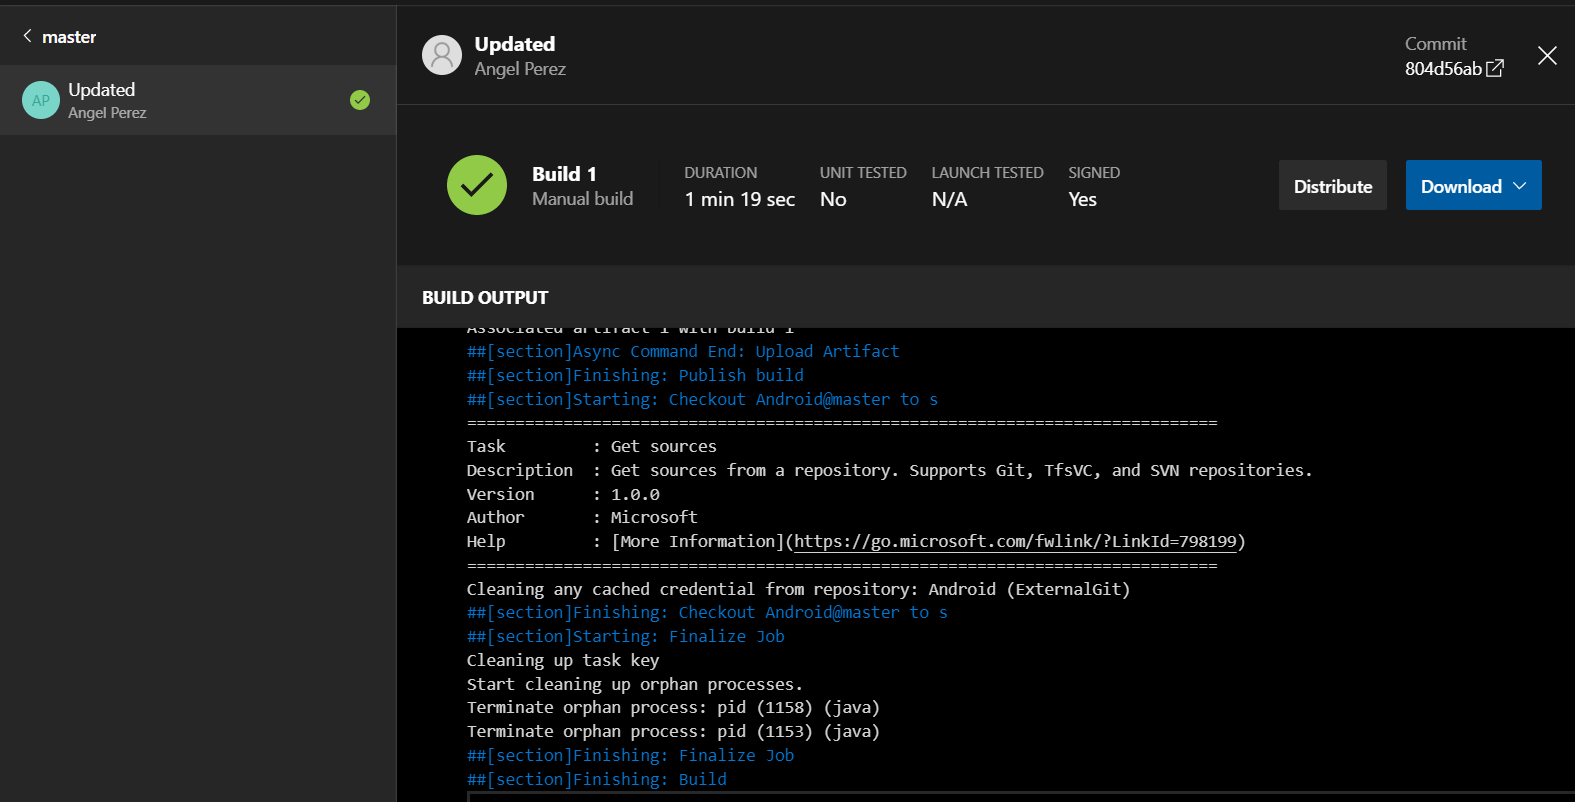 master
AP
Updated
Angel Perez
Updated
Angel Perez
Commit
804d56ab
Build 1
Manual build
DURATION
1 min 19 sec
UNIT TESTED
No
LAUNCH TESTED
N/A
SIGNED
Yes
Distribute
Download
BUILD OUTPUT
Associated artifact 1 with build 1
##[section]Async Command End: Upload Artifact
##[section]Finishing: Publish build
##[section]Starting: Checkout Android@master to s
==============================================================================
Task         : Get sources
Description  : Get sources from a repository. Supports Git, TfsVC, and SVN repositories.
Version      : 1.0.0
Author       : Microsoft
Help         : [More Information](https://go.microsoft.com/fwlink/?LinkId=798199)
==============================================================================
Cleaning any cached credential from repository: Android (ExternalGit)
##[section]Finishing: Checkout Android@master to s
##[section]Starting: Finalize Job
Cleaning up task key
Start cleaning up orphan processes.
Terminate orphan process: pid (1158) (java)
Terminate orphan process: pid (1153) (java)
##[section]Finishing: Finalize Job
##[section]Finishing: Build